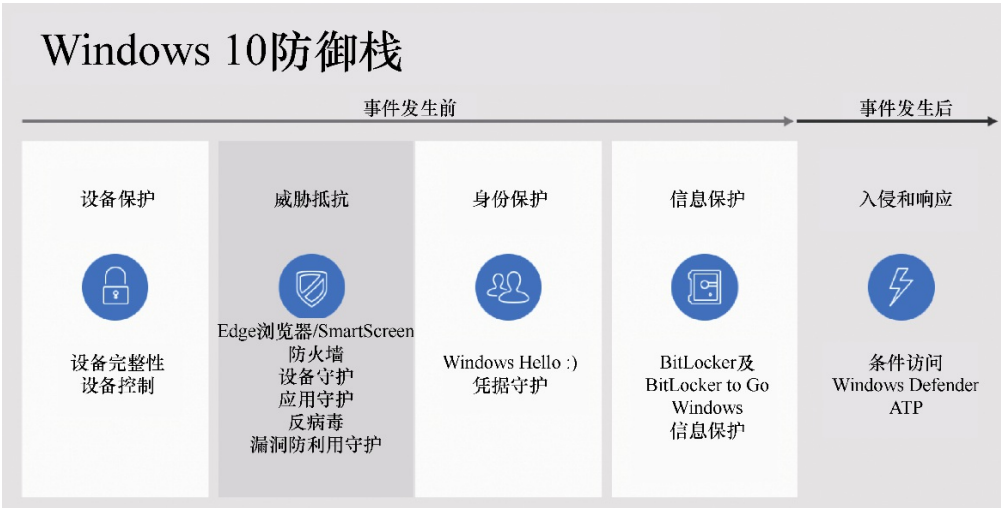 Windows 10防御栈
事件发生前
事件发生后
设备保护
设备完整性
设备控制
威胁抵抗
Edge浏览器/SmartScreen
防火墙
设备守护
应用守护
反病毒
漏洞防利用守护
身份保护
Windows Hello :)
凭据守护
信息保护
BitLocker及
BitLocker to Go
Windows
信息保护
入侵和响应
条件访问
Windows Defender
ATP